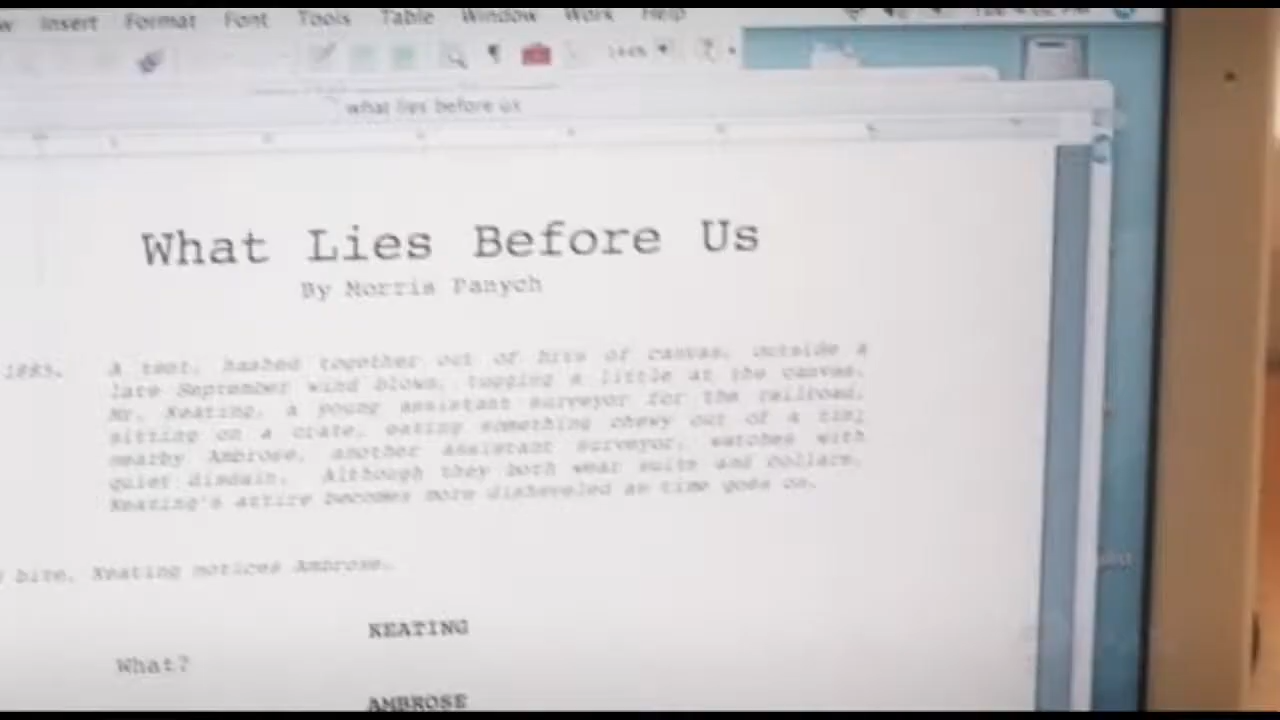 Insert Format Font Tools Table Window Work Help
what lies before us
What Lies Before Us
By Morris Panych
1885. A tent, hashed together out of bits of canvas, outside a
late September wind blows, tugging a little at the canvas.
Mr. Keating, a young assistant surveyor for the railroad,
sitting on a crate, eating something chewy out of a tin;
nearby Ambrose, another assistant surveyor, watches with
quiet disdain. Although they both wear suits and collars,
Keating's attire becomes more disheveled as time goes on.
bite, Keating notices Ambrose.
KEATING
What?
AMBROSE